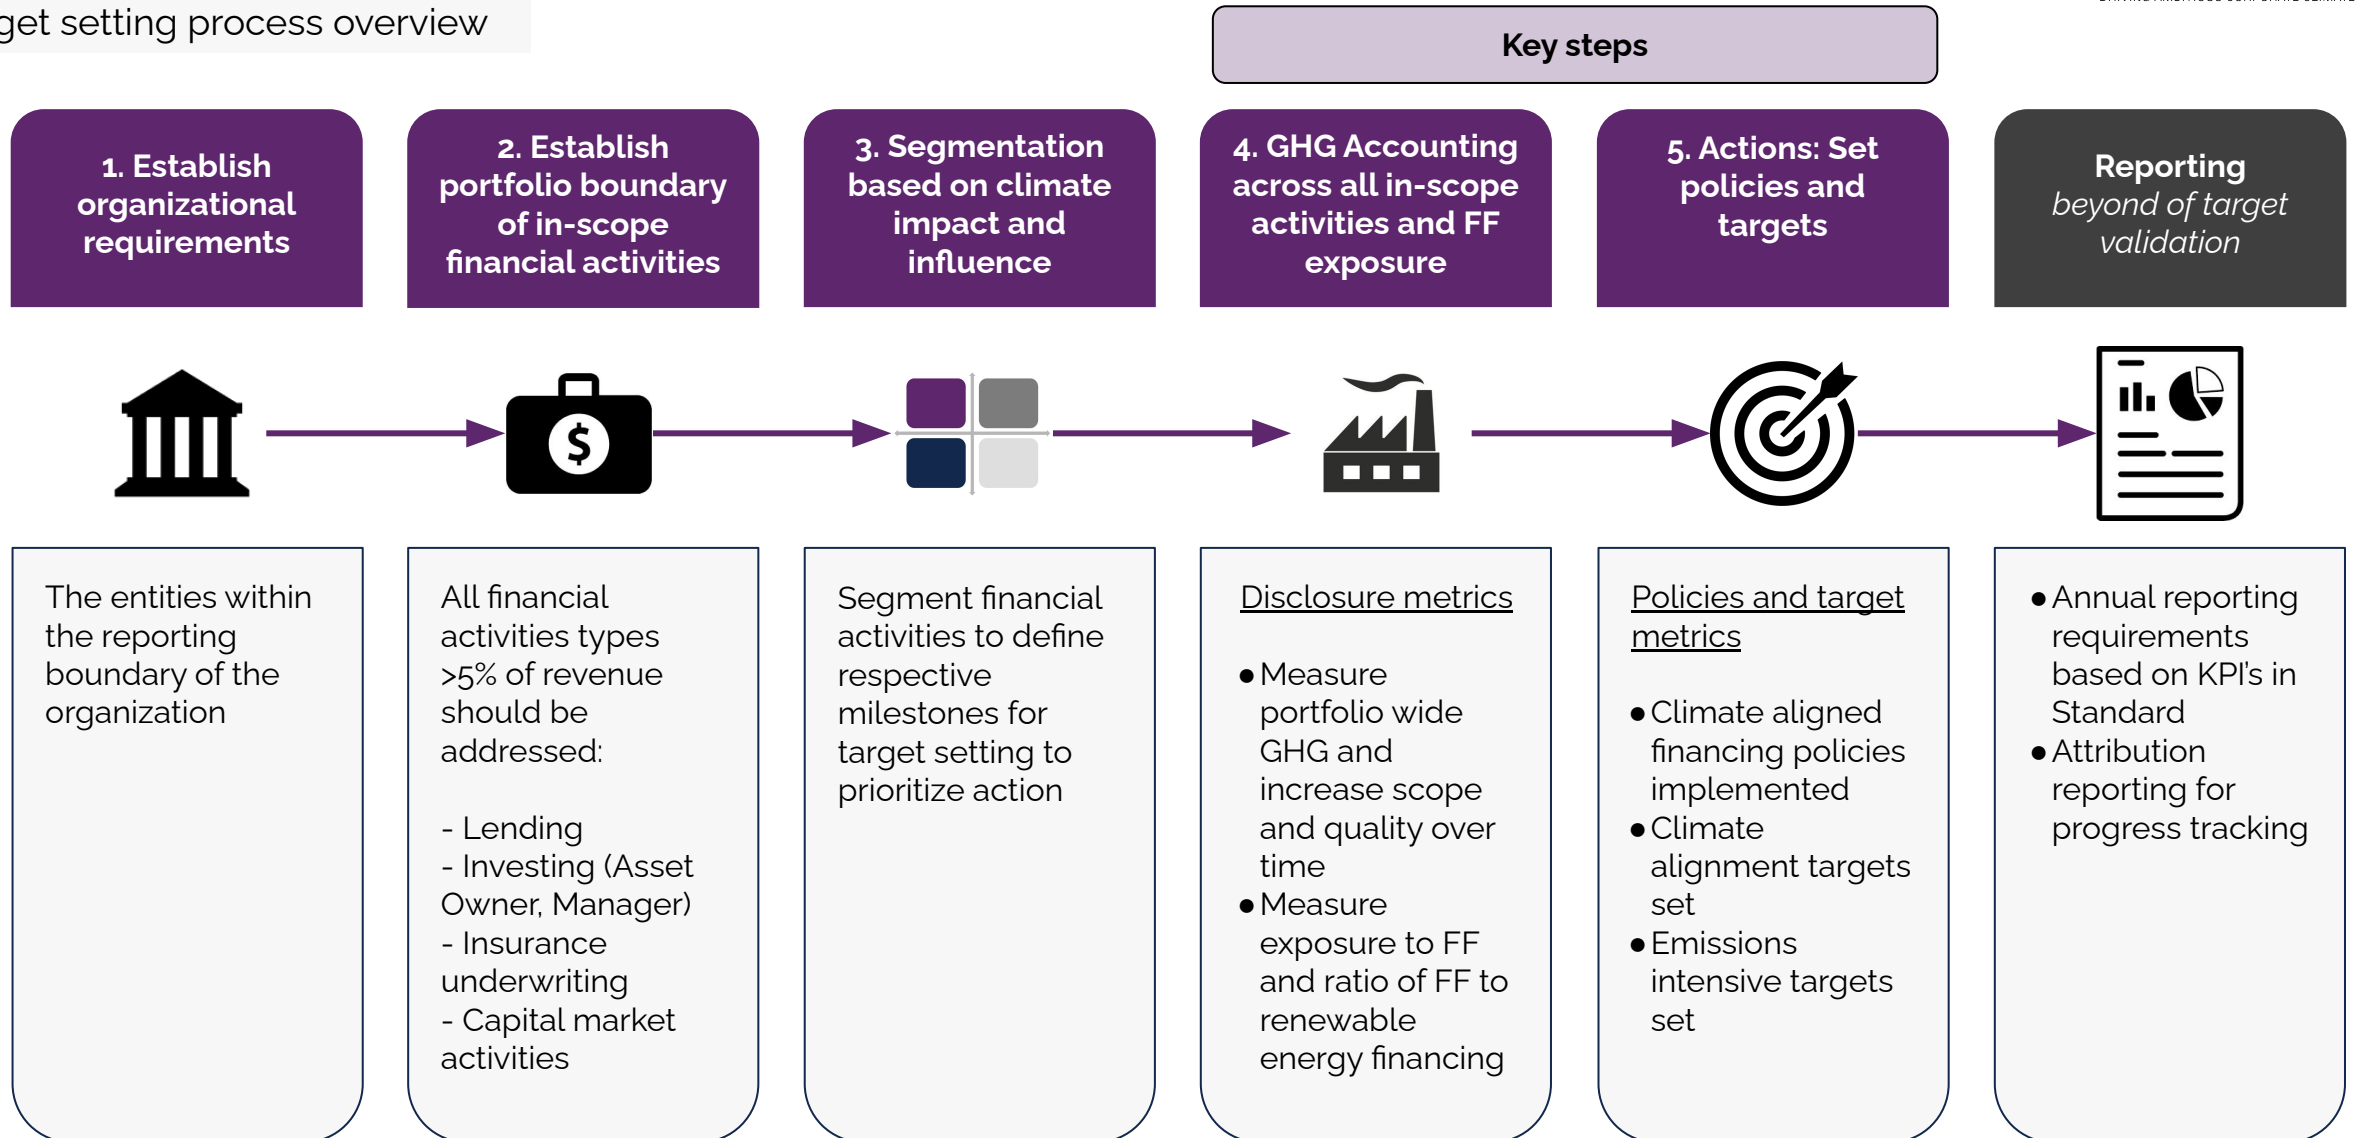 get setting process overview
Key steps
1. Establish
organizational
requirements
2. Establish
portfolio boundary
of in-scope
financial activities
3. Segmentation
based on climate
impact and
influence
4. GHG Accounting
across all in-scope
activities and FF
exposure
5. Actions: Set
policies and
targets
Reporting
beyond of target
validation
$
The entities within
the reporting
boundary of the
organization
All financial
activities types
>5% of revenue
should be
addressed:
- Lending
- Investing (Asset
Owner, Manager)
- Insurance
underwriting
- Capital market
activities
Segment financial
activities to define
respective
milestones for
target setting to
prioritize action
Disclosure metrics
● Measure
portfolio wide
GHG and
increase scope
and quality over
time
● Measure
exposure to FF
and ratio of FF to
renewable
energy financing
Policies and target
metrics
● Climate aligned
financing policies
implemented
● Climate
alignment targets
set
● Emissions
intensive targets
set
● Annual reporting
requirements
based on KPI's in
Standard
● Attribution
reporting for
progress tracking